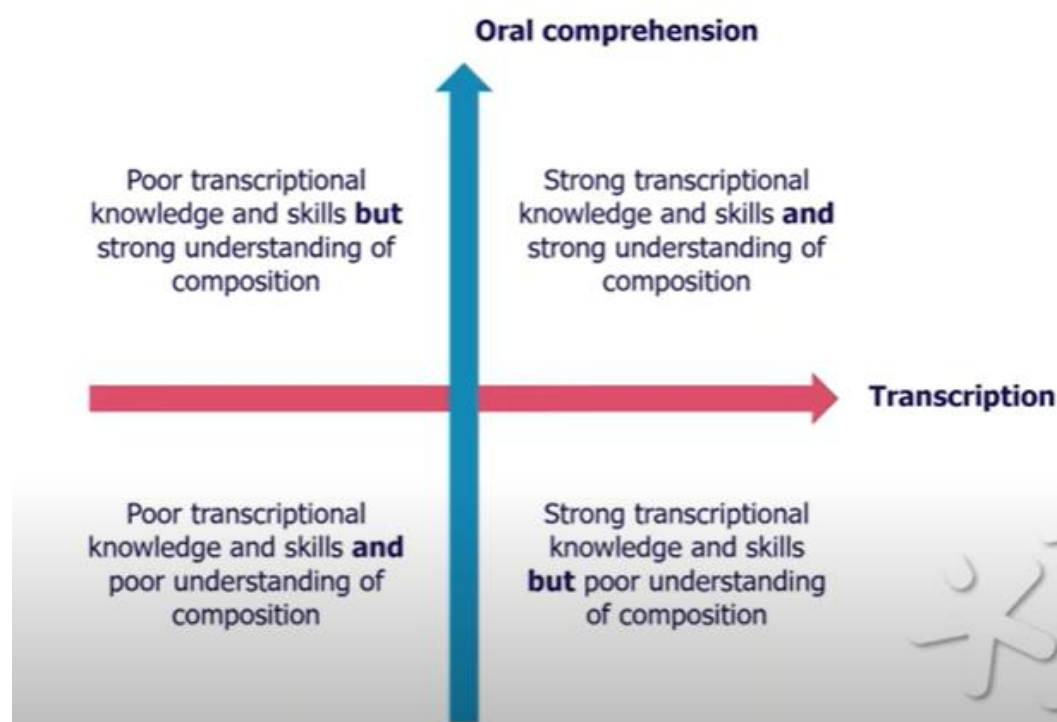 Oral comprehension
Poor transcriptional
knowledge and skills but
strong understanding of
composition
Strong transcriptional
knowledge and skills and
strong understanding of
composition
Transcription
Poor transcriptional
knowledge and skills and
poor understanding of
composition
Strong transcriptional
knowledge and skills
but poor understanding
of composition